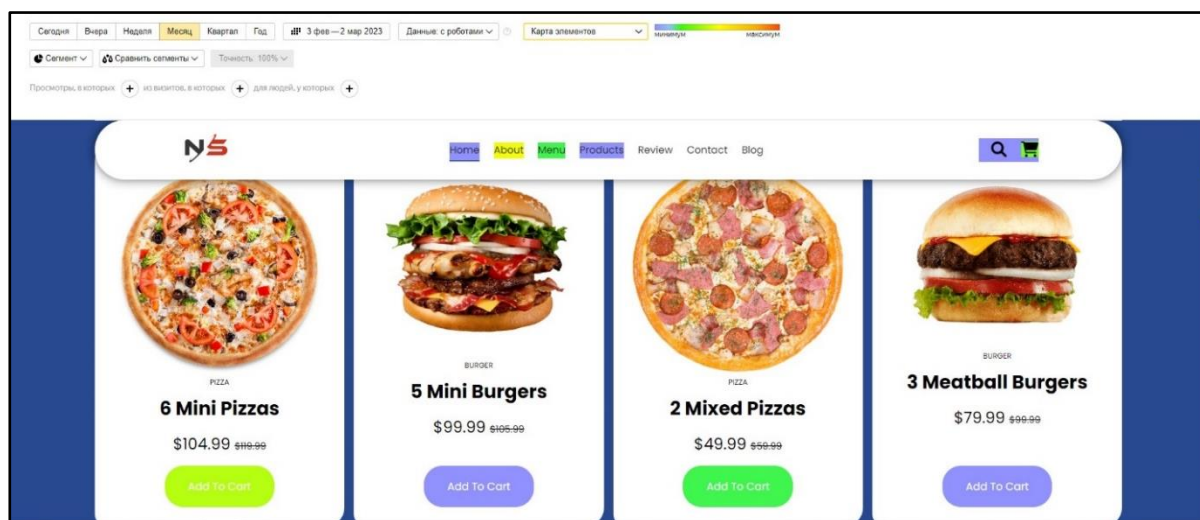 Сегодня Вчера Неделя Месяц Квартал Год 3 фев — 2 мар 2023 Данные: с роботами Карта элементов минимум максимум
Сегмент Сравнить сегменты Точность: 100%
Просмотры, в которых + из визитов, в которых + для людей, у которых +
NS Home About Menu Products Review Contact Blog
PIZZA
6 Mini Pizzas
$104.99 $119.99
Add To Cart
BURGER
5 Mini Burgers
$99.99 $105.99
Add To Cart
PIZZA
2 Mixed Pizzas
$49.99 $59.99
Add To Cart
BURGER
3 Meatball Burgers
$79.99 $99.99
Add To Cart